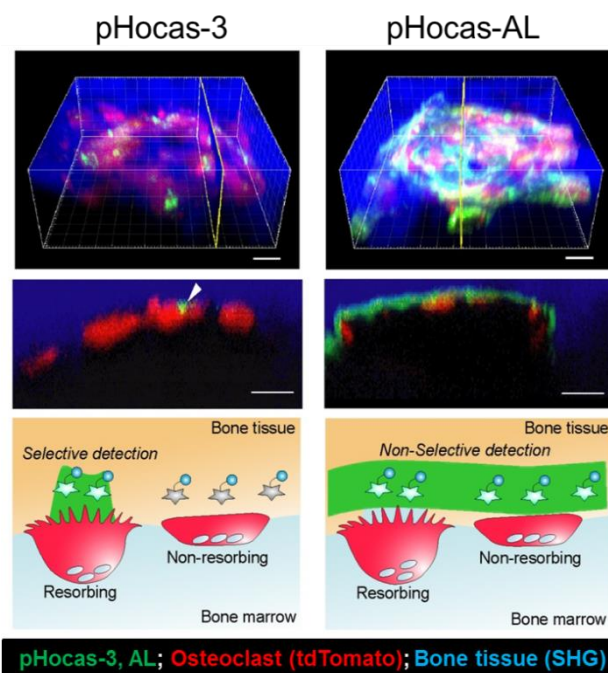 pHocas-3
pHocas-AL
Bone tissue
Selective detection
Resorbing
Non-resorbing
Bone marrow
Bone tissue
Non-Selective detection
Resorbing
Non-resorbing
Bone marrow
pHocas-3, AL; Osteoclast (tdTomato); Bone tissue (SHG)